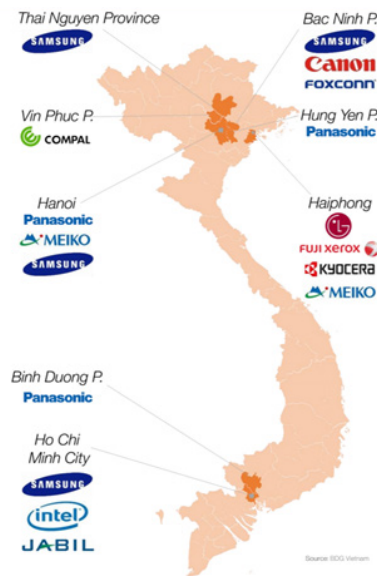 Thai Nguyen Province
SAMSUNG
Bac Ninh P.
SAMSUNG
Canon
FOXCONN
Vin Phuc P.
COMPAL
Hung Yen P.
Panasonic
Hanoi
Panasonic
MEIKO
SAMSUNG
Haiphong
LG
FUJI XEROX
KYOCERA
MEIKO
Binh Duong P.
Panasonic
Ho Chi
Minh City
SAMSUNG
intel
JABIL
Source: BDG Vietnam